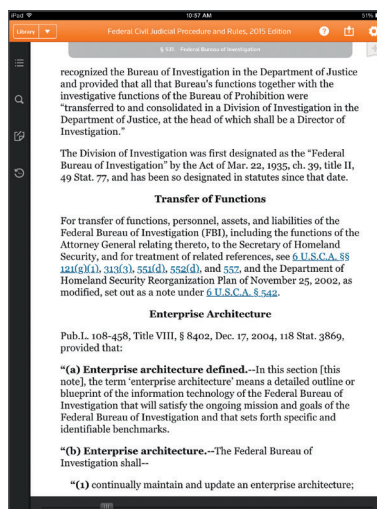 iPad
10:57 AM
51%
Library
Federal Civil Judicial Procedure and Rules, 2015 Edition
§ 531. Federal Bureau of Investigation
recognized the Bureau of Investigation in the Department of Justice
and provided that all that Bureau's functions together with the
investigative functions of the Bureau of Prohibition were
“transferred to and consolidated in a Division of Investigation in the
Department of Justice, at the head of which shall be a Director of
Investigation.”
The Division of Investigation was first designated as the “Federal
Bureau of Investigation” by the Act of Mar. 22, 1935, ch. 39, title II,
49 Stat. 77, and has been so designated in statutes since that date.
Transfer of Functions
For transfer of functions, personnel, assets, and liabilities of the
Federal Bureau of Investigation (FBI), including the functions of the
Attorney General relating thereto, to the Secretary of Homeland
Security, and for treatment of related references, see 6 U.S.C.A. §§
121(g)(1), 313(3), 551(d), 552(d), and 557, and the Department of
Homeland Security Reorganization Plan of November 25, 2002, as
modified, set out as a note under 6 U.S.C.A. § 542.
Enterprise Architecture
Pub.L. 108-458, Title VIII, § 8402, Dec. 17, 2004, 118 Stat. 3869,
provided that:
“(a) Enterprise architecture defined.--In this section [this
note], the term ‘enterprise architecture’ means a detailed outline or
blueprint of the information technology of the Federal Bureau of
Investigation that will satisfy the ongoing mission and goals of the
Federal Bureau of Investigation and that sets forth specific and
identifiable benchmarks.
“(b) Enterprise architecture.--The Federal Bureau of
Investigation shall--
“(1) continually maintain and update an enterprise architecture;